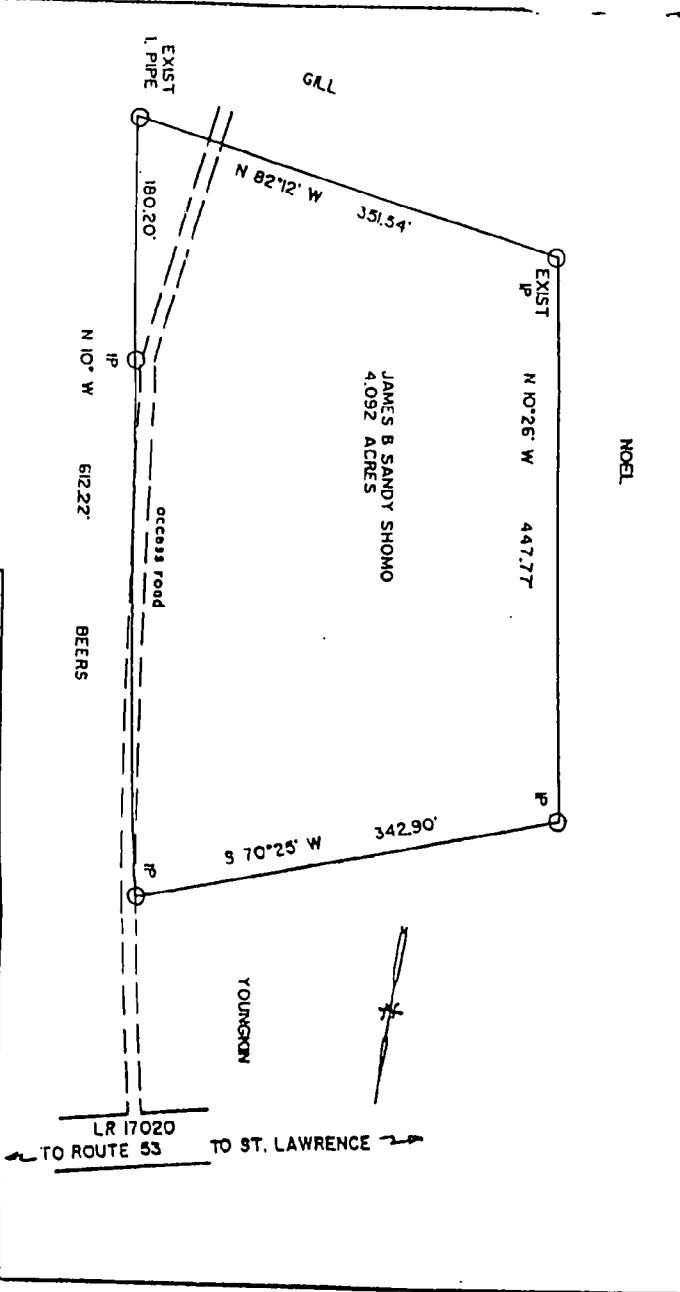 EXIST
I. PIPE
GILL
N 82°12' W 351.54'
180.20'
EXIST
IP
NOEL
N 10°26' W 447.77'
IP
N 10° W 612.22'
BEERS
JAMES B SANDY SHOMO
4.092 ACRES
access road
IP
IP
S 70°25' W 342.90'
YOUNGKIN
LR 17020
TO ROUTE 53 TO ST. LAWRENCE